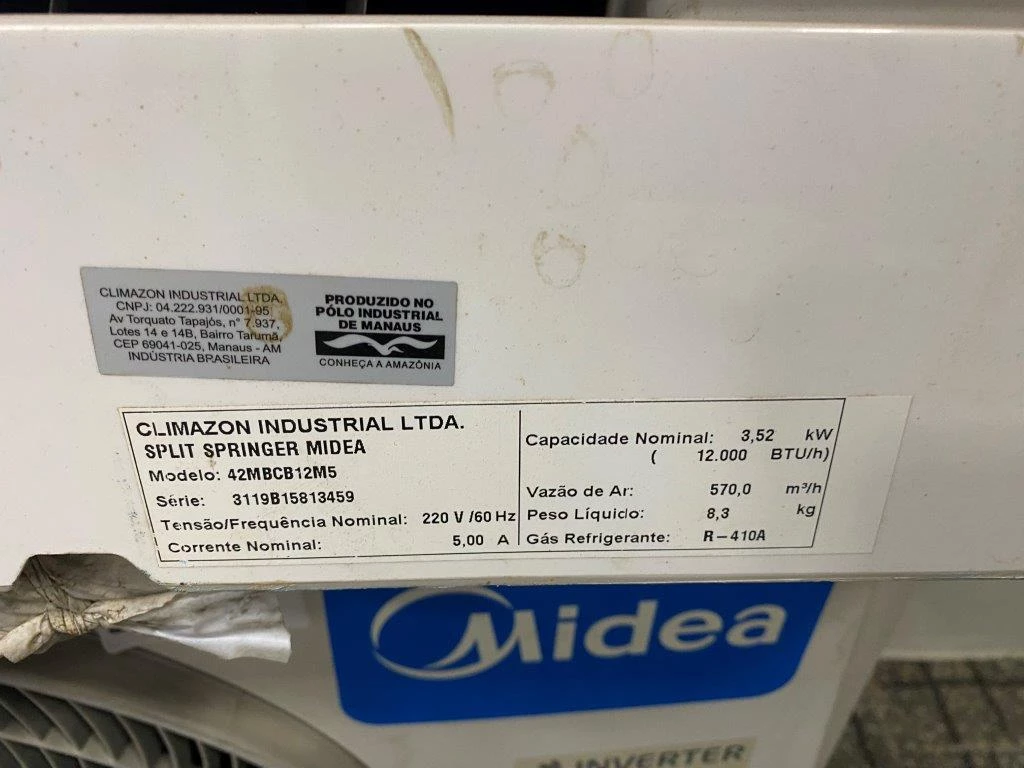 CLIMAZON INDUSTRIAL LTDA.
CNPJ: 04.222.931/0001-95
Av Torquato Tapajós, n° 7.937,
Lotes 14 e 14B, Bairro Tarumã,
CEP 69041-025, Manaus - AM
INDÚSTRIA BRASILEIRA
PRODUZIDO NO
PÓLO INDUSTRIAL
DE MANAUS
CONHEÇA A AMAZÔNIA
CLIMAZON INDUSTRIAL LTDA.
SPLIT SPRINGER MIDEA
Modelo: 42MBCB12M5
Série: 3119B15813459
Tensão/Frequência Nominal: 220 V /60 Hz
Corrente Nominal: 5,00 A
Capacidade Nominal: 3,52 kW
( 12.000 BTU/h)
Vazão de Ar: 570,0 m³/h
Peso Líquido: 8,3 kg
Gás Refrigerante: R-410A
Midea
INVERTER